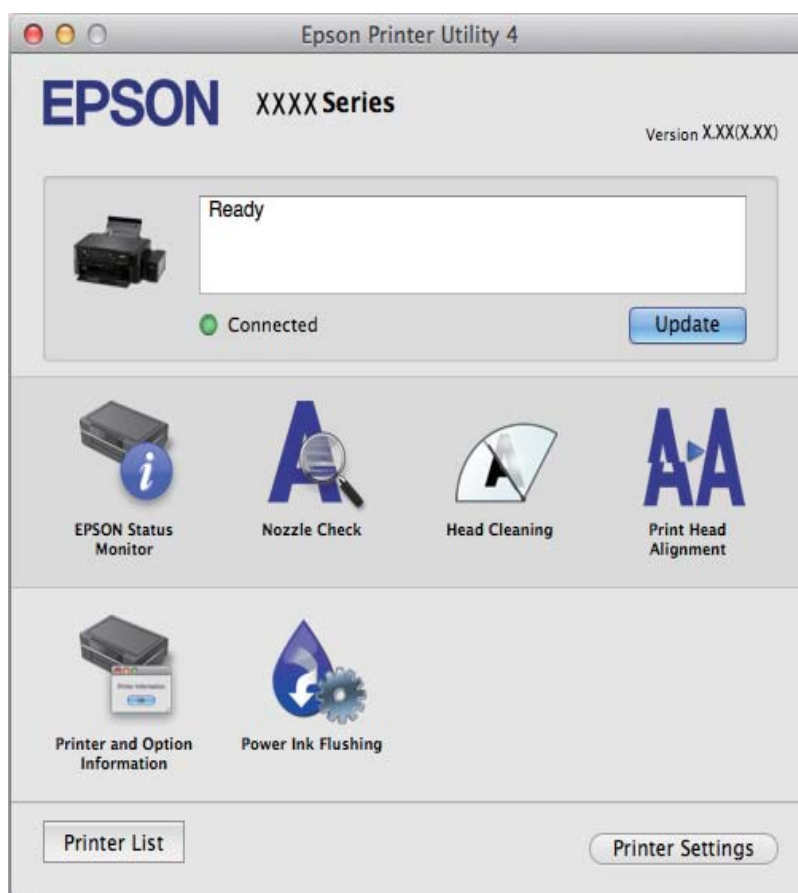 Epson Printer Utility 4
EPSON XXXX Series
Version X.XX(X.XX)
Ready
Connected
Update
EPSON Status
Monitor
Nozzle Check
Head Cleaning
Print Head
Alignment
Printer and Option
Information
Power Ink Flushing
Printer List
Printer Settings